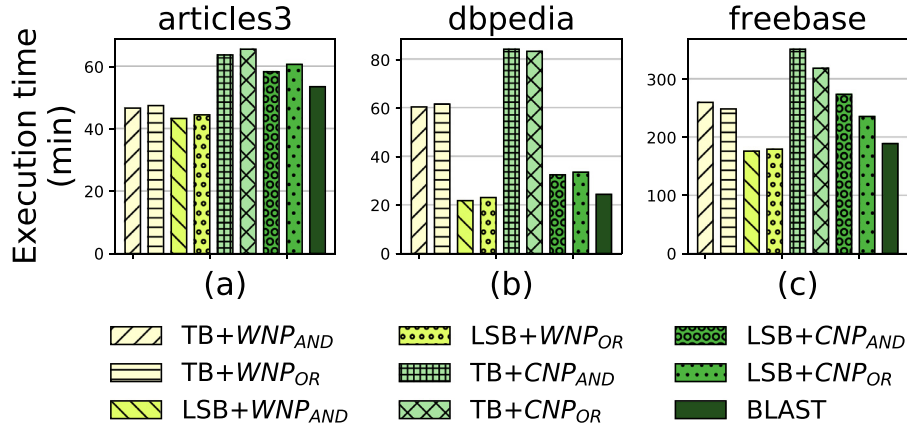 articles3 dbpedia freebase
Execution time
(min)
60
40
20
0
80
60
40
20
0
300
200
100
0
(a) (b) (c)
TB+WNP_AND LSB+WNP_OR LSB+CNP_AND
TB+WNP_OR TB+CNP_AND LSB+CNP_OR
LSB+WNP_AND TB+CNP_OR BLAST